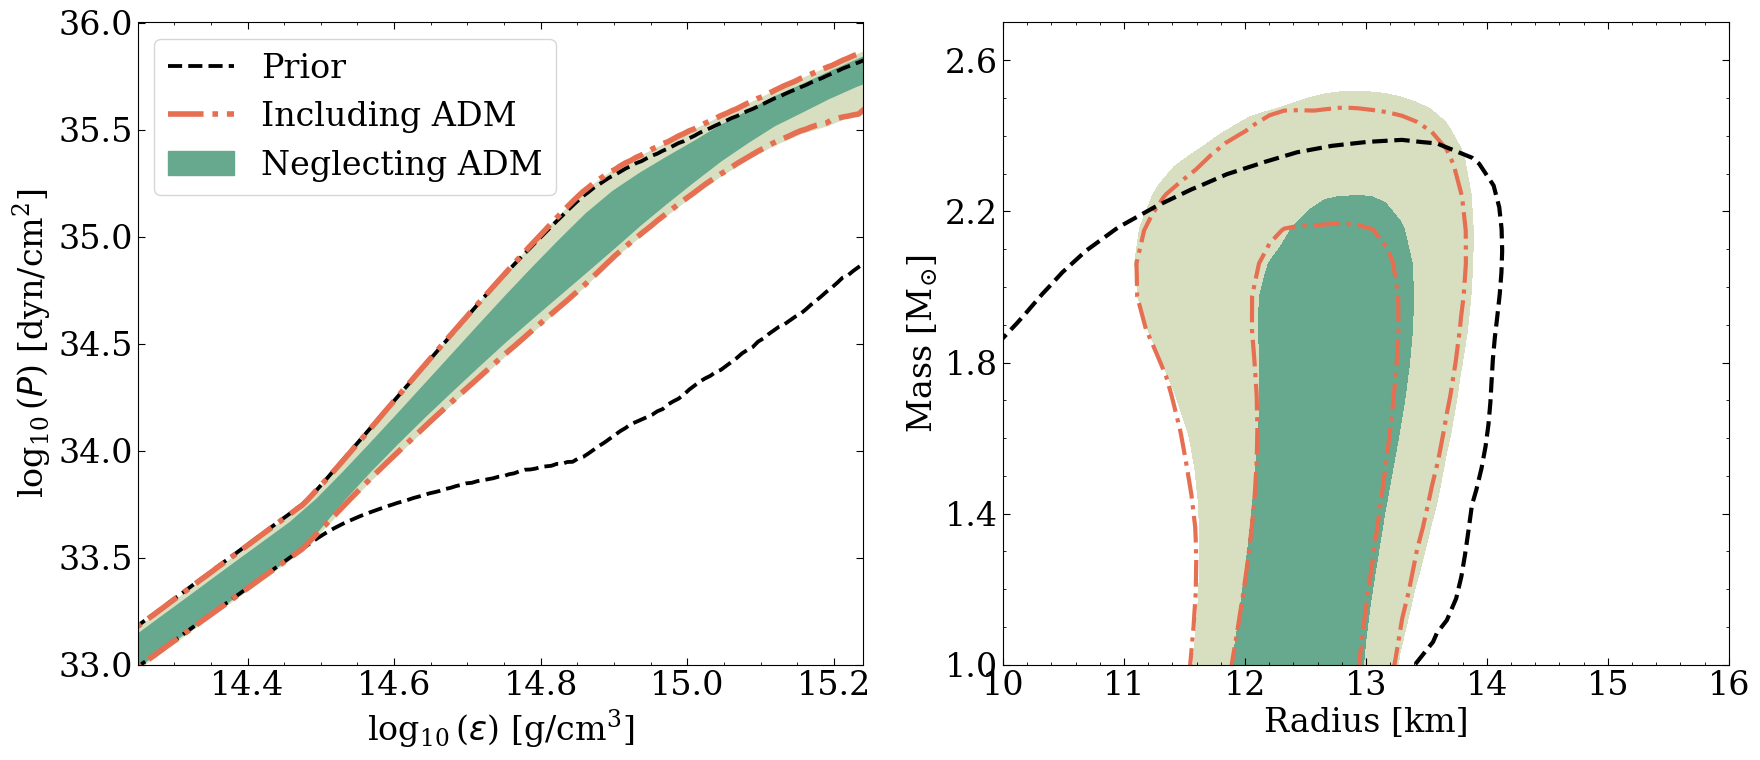 36.0
35.5
35.0
34.5
34.0
33.5
33.0
log₁₀(P) [dyn/cm²]
Prior
Including ADM
Neglecting ADM
14.4 14.6 14.8 15.0 15.2
log₁₀(ε) [g/cm³]
2.6
2.2
1.8
1.4
1.0
Mass [M⊙]
10 11 12 13 14 15 16
Radius [km]